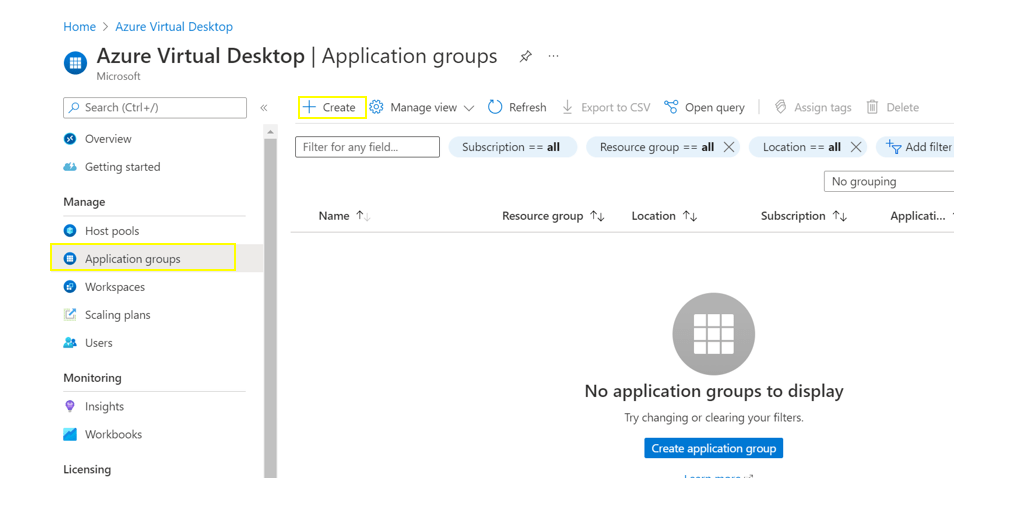 Home > Azure Virtual Desktop
Azure Virtual Desktop | Application groups ...
Microsoft
Search (Ctrl+/)
«
Overview
Getting started
Manage
Host pools
Application groups
Workspaces
Scaling plans
Users
Monitoring
Insights
Workbooks
Licensing
+ Create Manage view Refresh Export to CSV Open query Assign tags Delete
Filter for any field... Subscription == all Resource group == all Location == all Add filter
No grouping
Name Resource group Location Subscription Applicati...
No application groups to display
Try changing or clearing your filters.
Create application group
Learn more